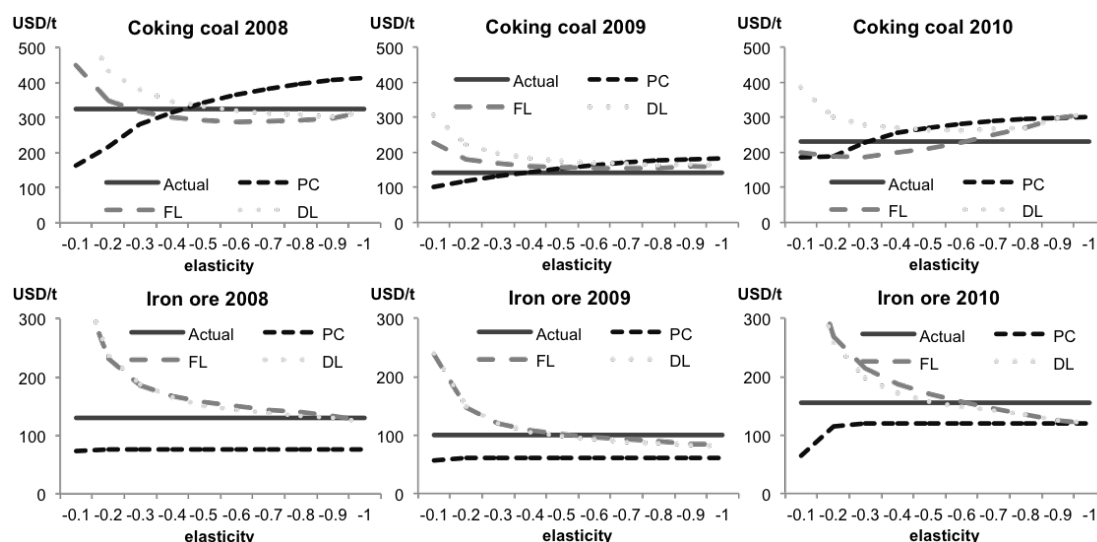 USD/t Coking coal 2008
500
400
300
200
100
0
Actual PC
FL DL
-0.1 -0.2 -0.3 -0.4 -0.5 -0.6 -0.7 -0.8 -0.9 -1
elasticity
USD/t Coking coal 2009
500
400
300
200
100
0
Actual PC
FL DL
-0.1 -0.2 -0.3 -0.4 -0.5 -0.6 -0.7 -0.8 -0.9 -1
elasticity
USD/t Coking coal 2010
500
400
300
200
100
0
Actual PC
FL DL
-0.1 -0.2 -0.3 -0.4 -0.5 -0.6 -0.7 -0.8 -0.9 -1
elasticity
USD/t Iron ore 2008
300
200
100
0
Actual PC
FL DL
-0.1 -0.2 -0.3 -0.4 -0.5 -0.6 -0.7 -0.8 -0.9 -1
elasticity
USD/t Iron ore 2009
300
200
100
0
Actual PC
FL DL
-0.1 -0.2 -0.3 -0.4 -0.5 -0.6 -0.7 -0.8 -0.9 -1
elasticity
USD/t Iron ore 2010
300
200
100
0
Actual PC
FL DL
-0.1 -0.2 -0.3 -0.4 -0.5 -0.6 -0.7 -0.8 -0.9 -1
elasticity